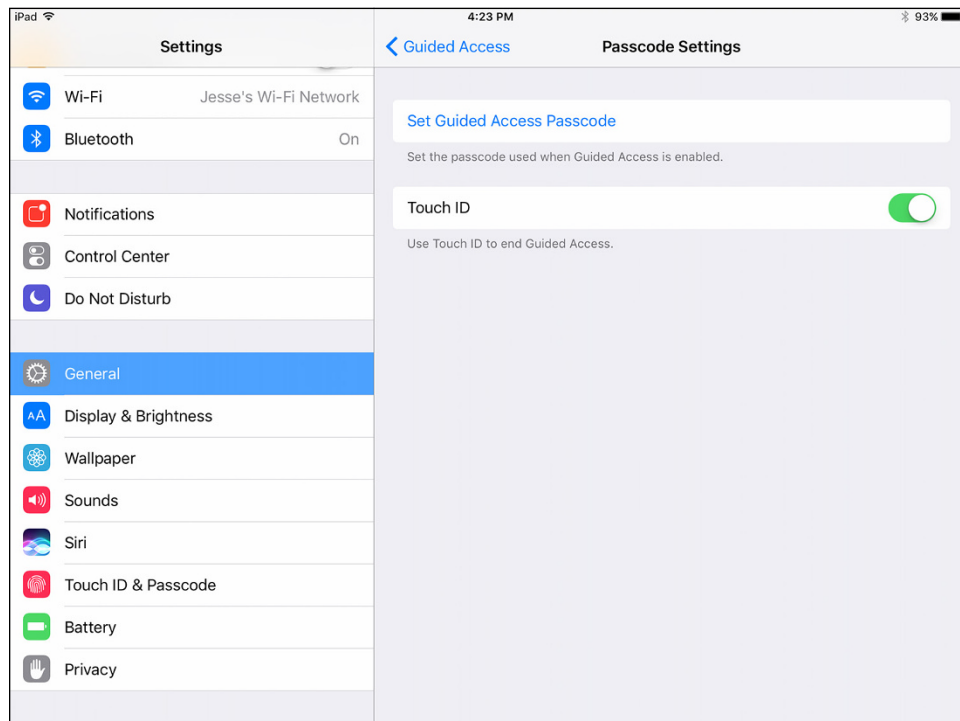 iPad
4:23 PM
93%
Settings
Guided Access
Passcode Settings
Wi-Fi
Jesse's Wi-Fi Network
Bluetooth
On
Notifications
Control Center
Do Not Disturb
General
AA
Display & Brightness
Wallpaper
Sounds
Siri
Touch ID & Passcode
Battery
Privacy
Set Guided Access Passcode
Set the passcode used when Guided Access is enabled.
Touch ID
Use Touch ID to end Guided Access.